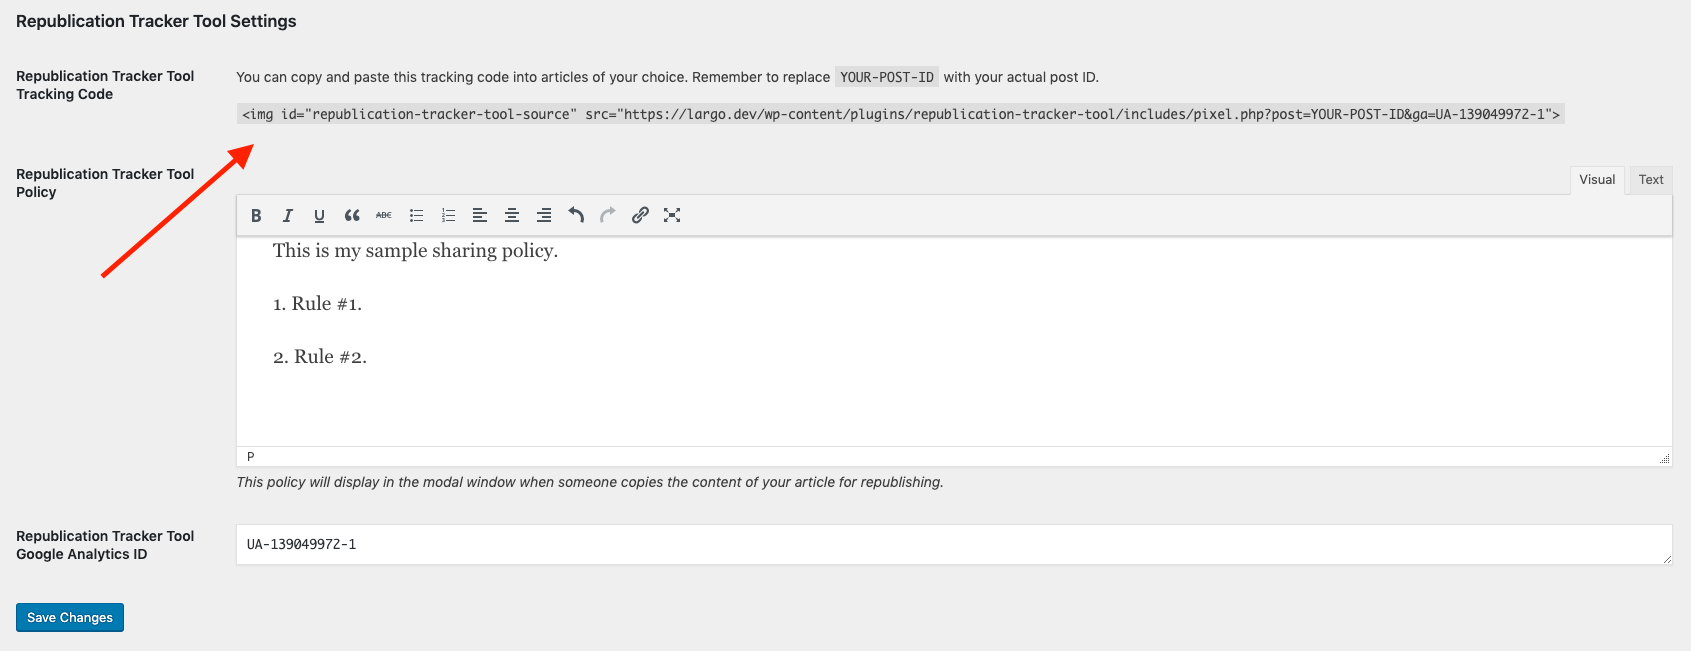 Republication Tracker Tool Settings
Republication Tracker Tool
Tracking Code
You can copy and paste this tracking code into articles of your choice. Remember to replace YOUR-POST-ID with your actual post ID.
<img id="republication-tracker-tool-source" src="https://largo.dev/wp-content/plugins/republication-tracker-tool/includes/pixel.php?post=YOUR-POST-ID&ga=UA-139049972-1">
Republication Tracker Tool
Policy
Visual Text
B I U ABC
This is my sample sharing policy.
1. Rule #1.
2. Rule #2.
P
This policy will display in the modal window when someone copies the content of your article for republishing.
Republication Tracker Tool
Google Analytics ID
UA-139049972-1
Save Changes